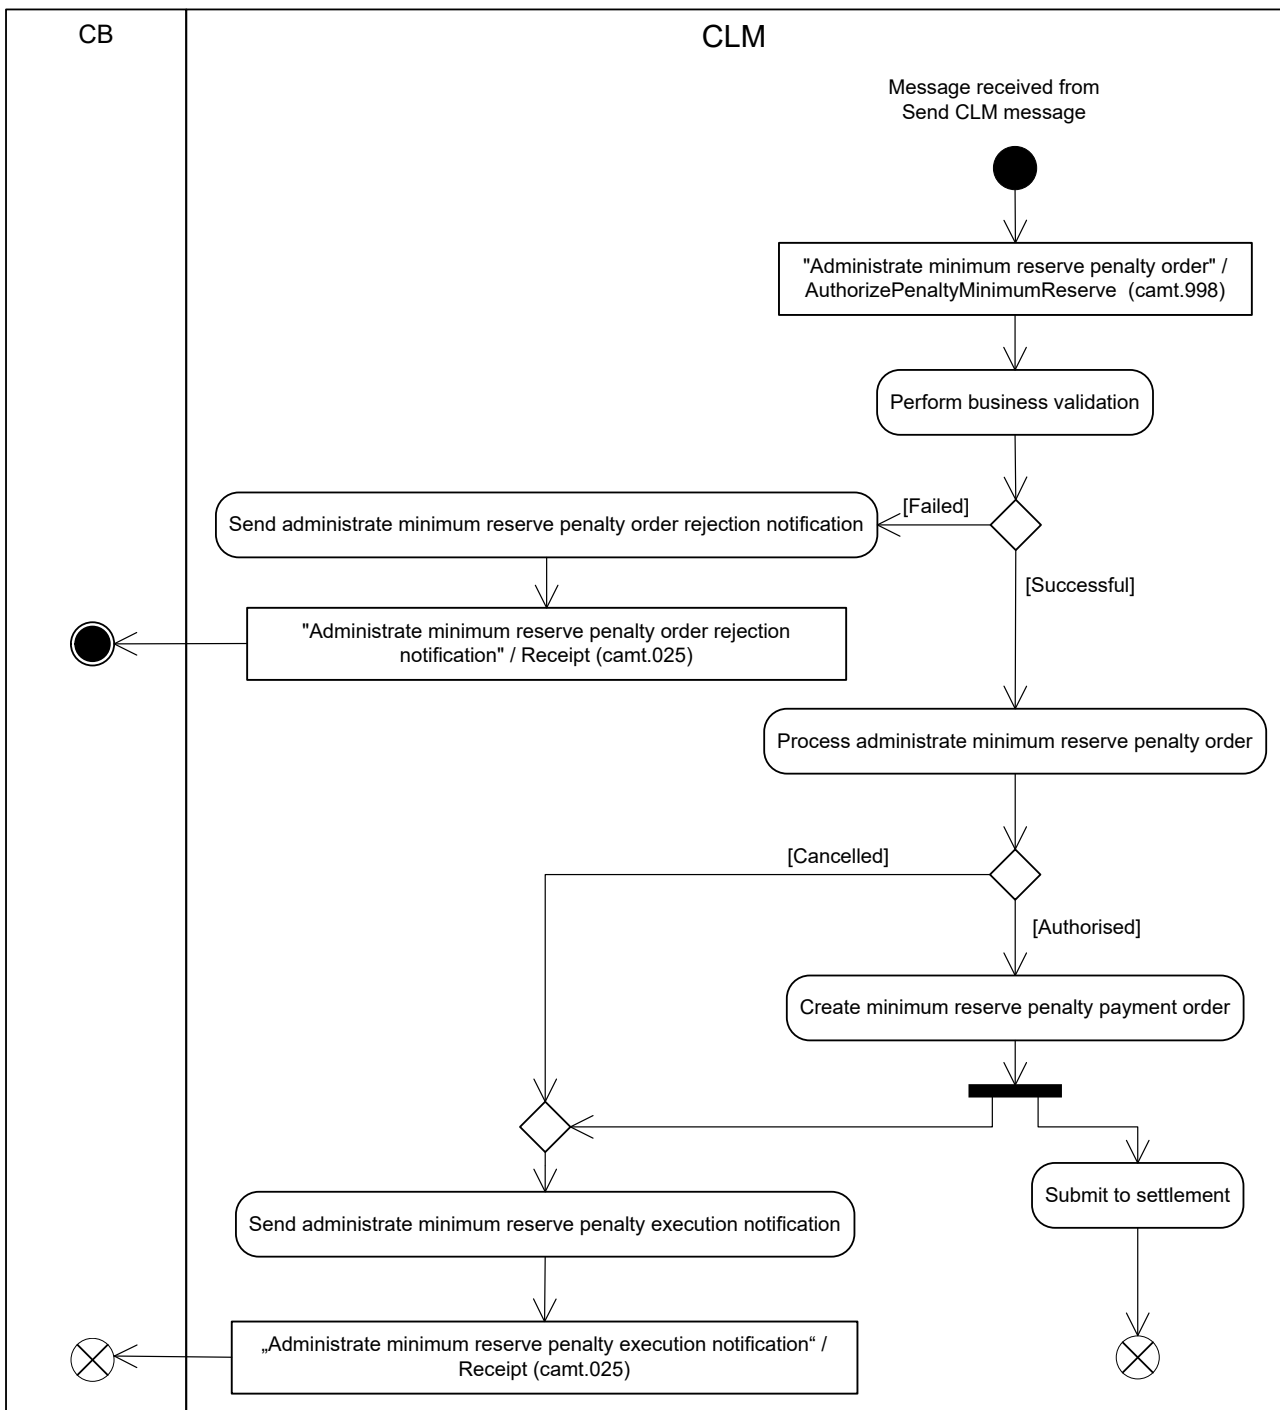 CB
CLM
Message received from
Send CLM message
"Administrate minimum reserve penalty order" /
AuthorizePenaltyMinimumReserve  (camt.998)
Perform business validation
[Failed]
Send administrate minimum reserve penalty order rejection notification
[Successful]
"Administrate minimum reserve penalty order rejection
notification" / Receipt (camt.025)
Process administrate minimum reserve penalty order
[Cancelled]
[Authorised]
Create minimum reserve penalty payment order
Submit to settlement
Send administrate minimum reserve penalty execution notification
„Administrate minimum reserve penalty execution notification“ /
Receipt (camt.025)